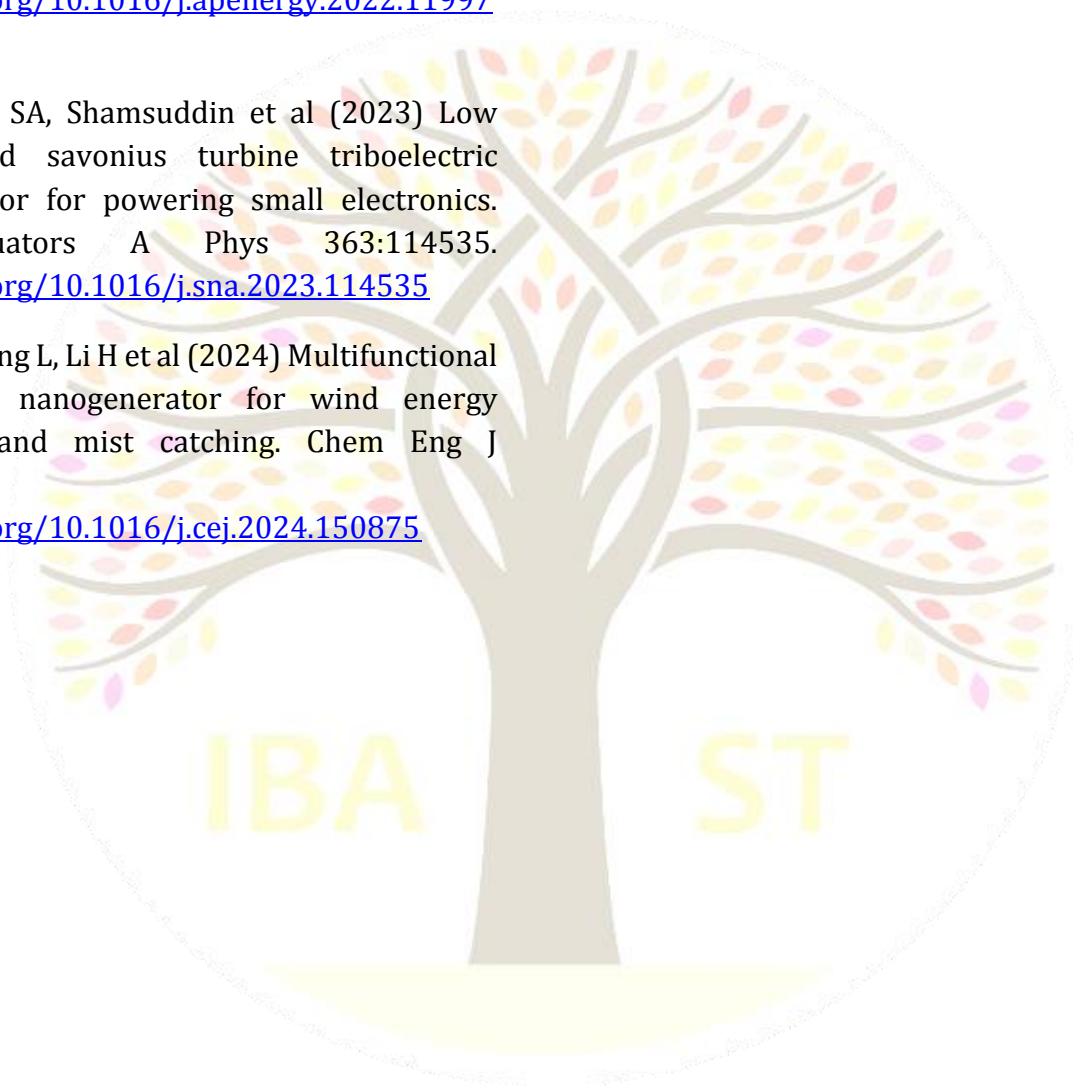 org/10.1016/j.apenergy.2022.11997
SA, Shamsuddin et al (2023) Low
d savonius turbine triboelectric
or for powering small electronics.
uators A Phys 363:114535.
org/10.1016/j.sna.2023.114535
ng L, Li H et al (2024) Multifunctional
nanogenerator for wind energy
and mist catching. Chem Eng J
org/10.1016/j.cej.2024.150875
IBA ST